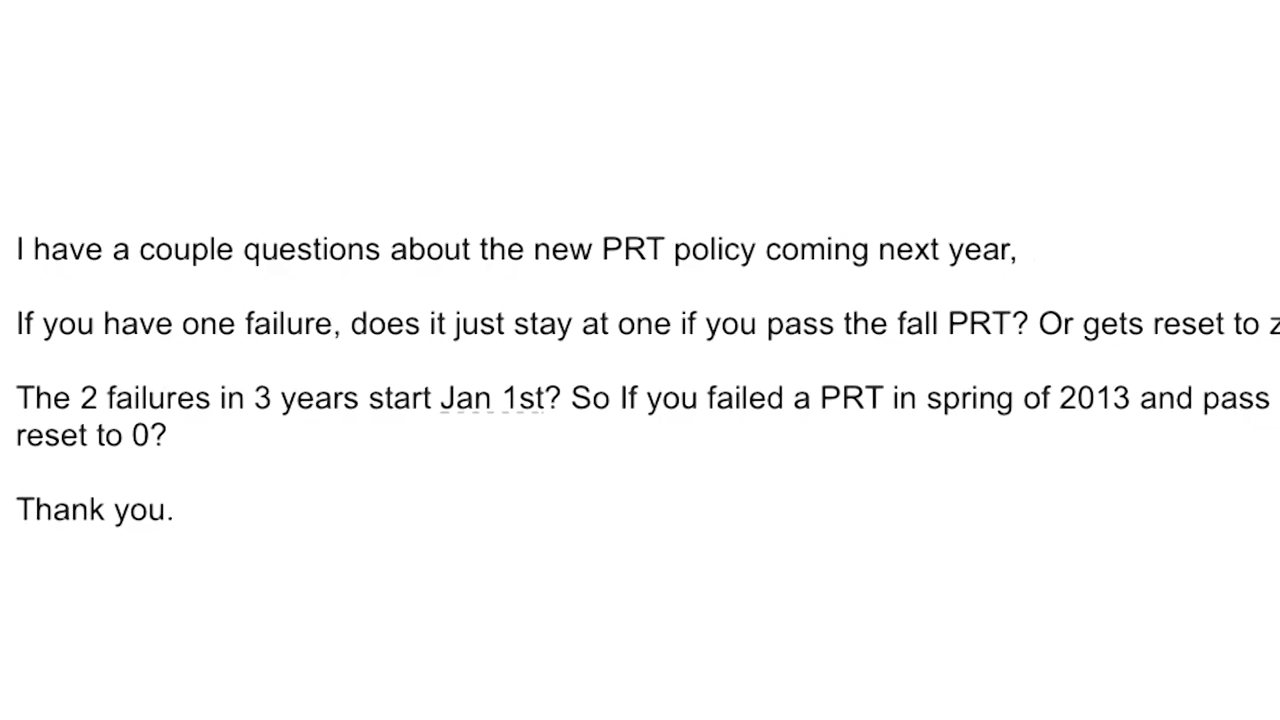 I have a couple questions about the new PRT policy coming next year,
If you have one failure, does it just stay at one if you pass the fall PRT? Or gets reset to
The 2 failures in 3 years start Jan 1st? So If you failed a PRT in spring of 2013 and pass
reset to 0?
Thank you.